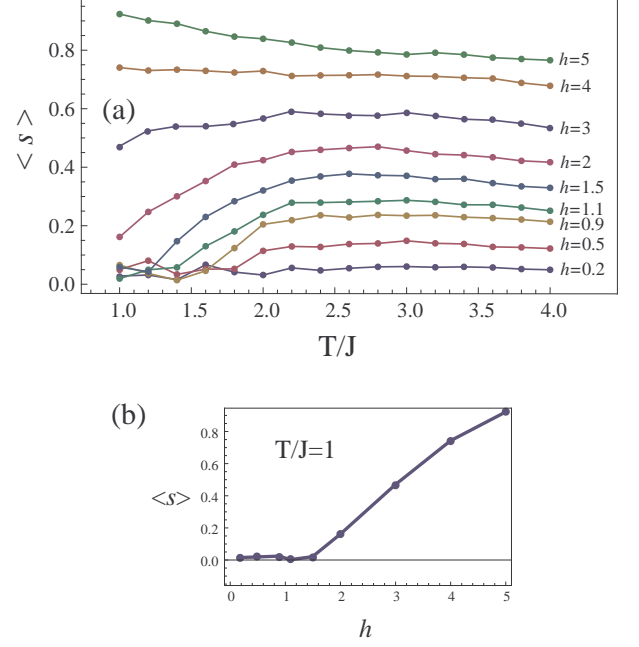 (a)
< s >
0.8
0.6
0.4
0.2
0.0
h=5
h=4
h=3
h=2
h=1.5
h=1.1
h=0.9
h=0.5
h=0.2
1.0 1.5 2.0 2.5 3.0 3.5 4.0
T/J
(b)
T/J=1
<s>
0.8
0.6
0.4
0.2
0.0
0 1 2 3 4 5
h